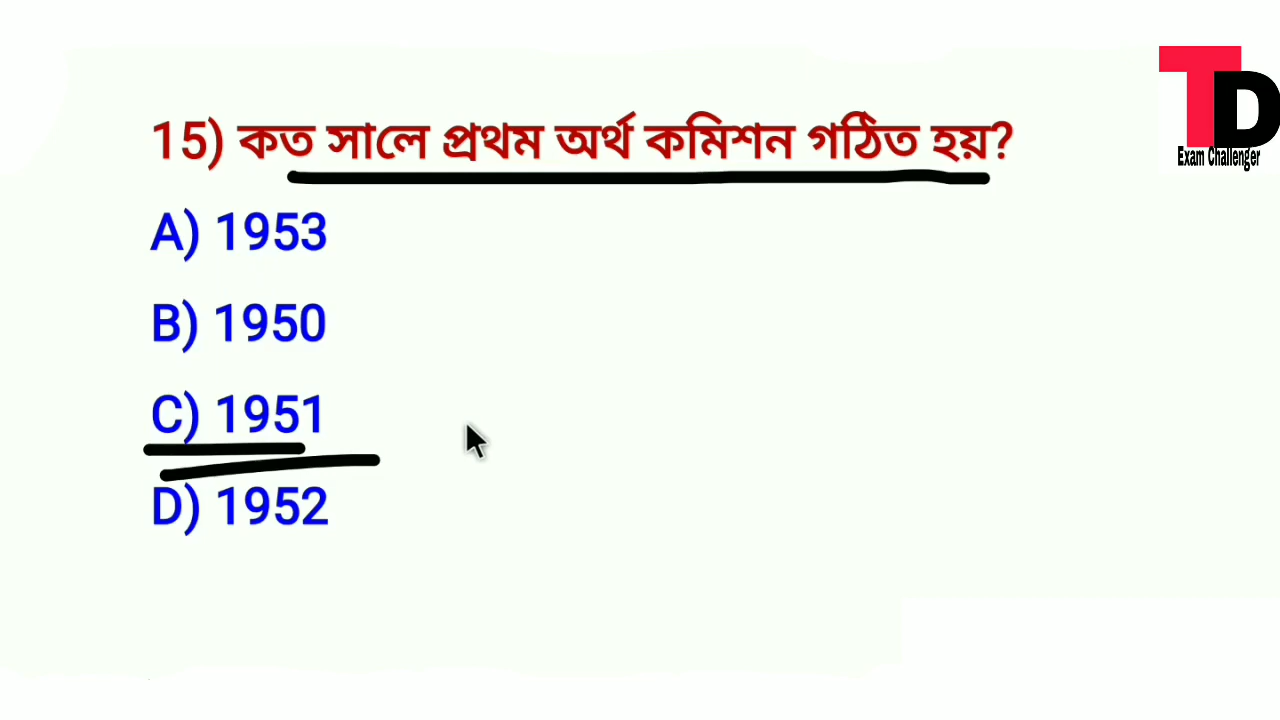 15) কত সালে প্রথম অর্থ কমিশন গঠিত হয়?
A) 1953
B) 1950
C) 1951
D) 1952
TD
Exam Challenger